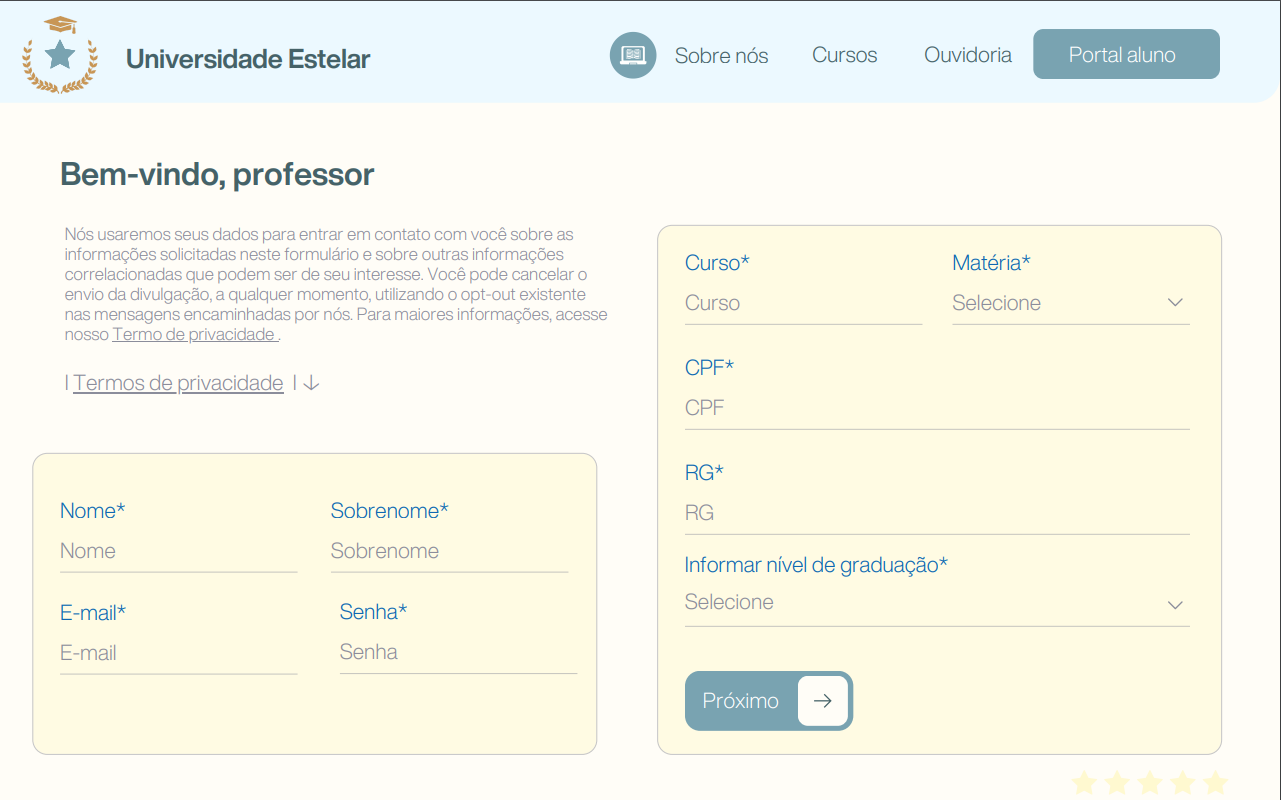 Universidade Estelar
Sobre nós
Cursos
Ouvidoria
Portal aluno
Bem-vindo, professor
Nós usaremos seus dados para entrar em contato com você sobre as
informações solicitadas neste formulário e sobre outras informações
correlacionadas que podem ser de seu interesse. Você pode cancelar o
envio da divulgação, a qualquer momento, utilizando o opt-out existente
nas mensagens encaminhadas por nós. Para maiores informações, acesse
nosso Termo de privacidade .
| Termos de privacidade | ↓
Nome*
Sobrenome*
Nome
Sobrenome
E-mail*
Senha*
E-mail
Senha
Curso*
Matéria*
Curso
Selecione
CPF*
CPF
RG*
RG
Informar nível de graduação*
Selecione
Próximo →